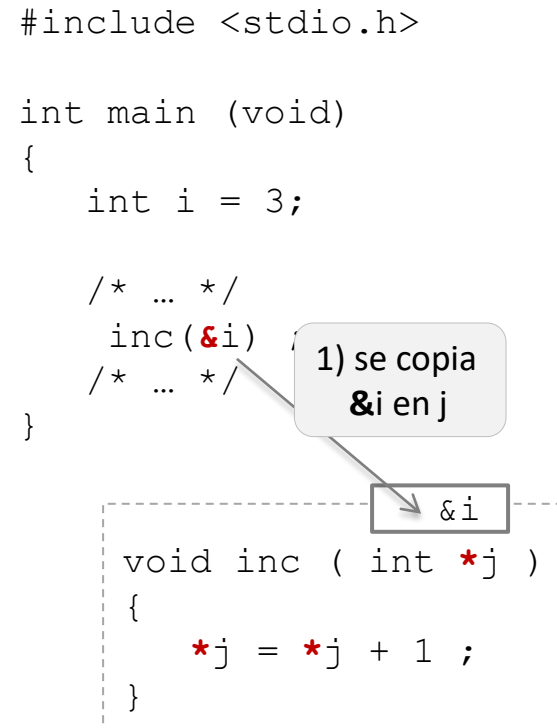 #include <stdio.h>
int main (void)
{
int i = 3;
/* … */
inc(&i) ;
/* … */
}
1) se copia
&i en j
&i
void inc ( int *j )
{
*j = *j + 1 ;
}